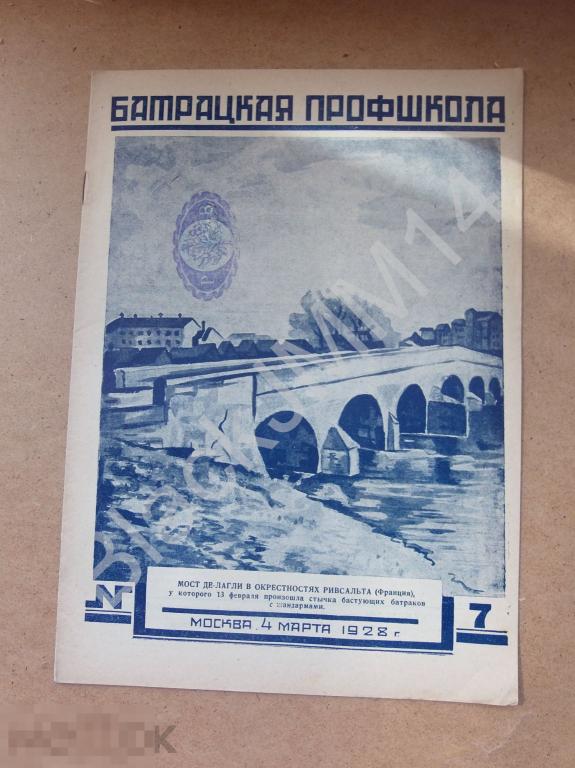 БАТРАЦКАЯ ПРОФШКОЛА
МОСТ ДЕ-ЛАГЛИ В ОКРЕСТНОСТЯХ РИВСАЛЬТА (Франция),
у которого 13 февраля произошла стычка бастующих батраков
с жандармами.
№ 7
МОСКВА. 4 МАРТА 1928 г.